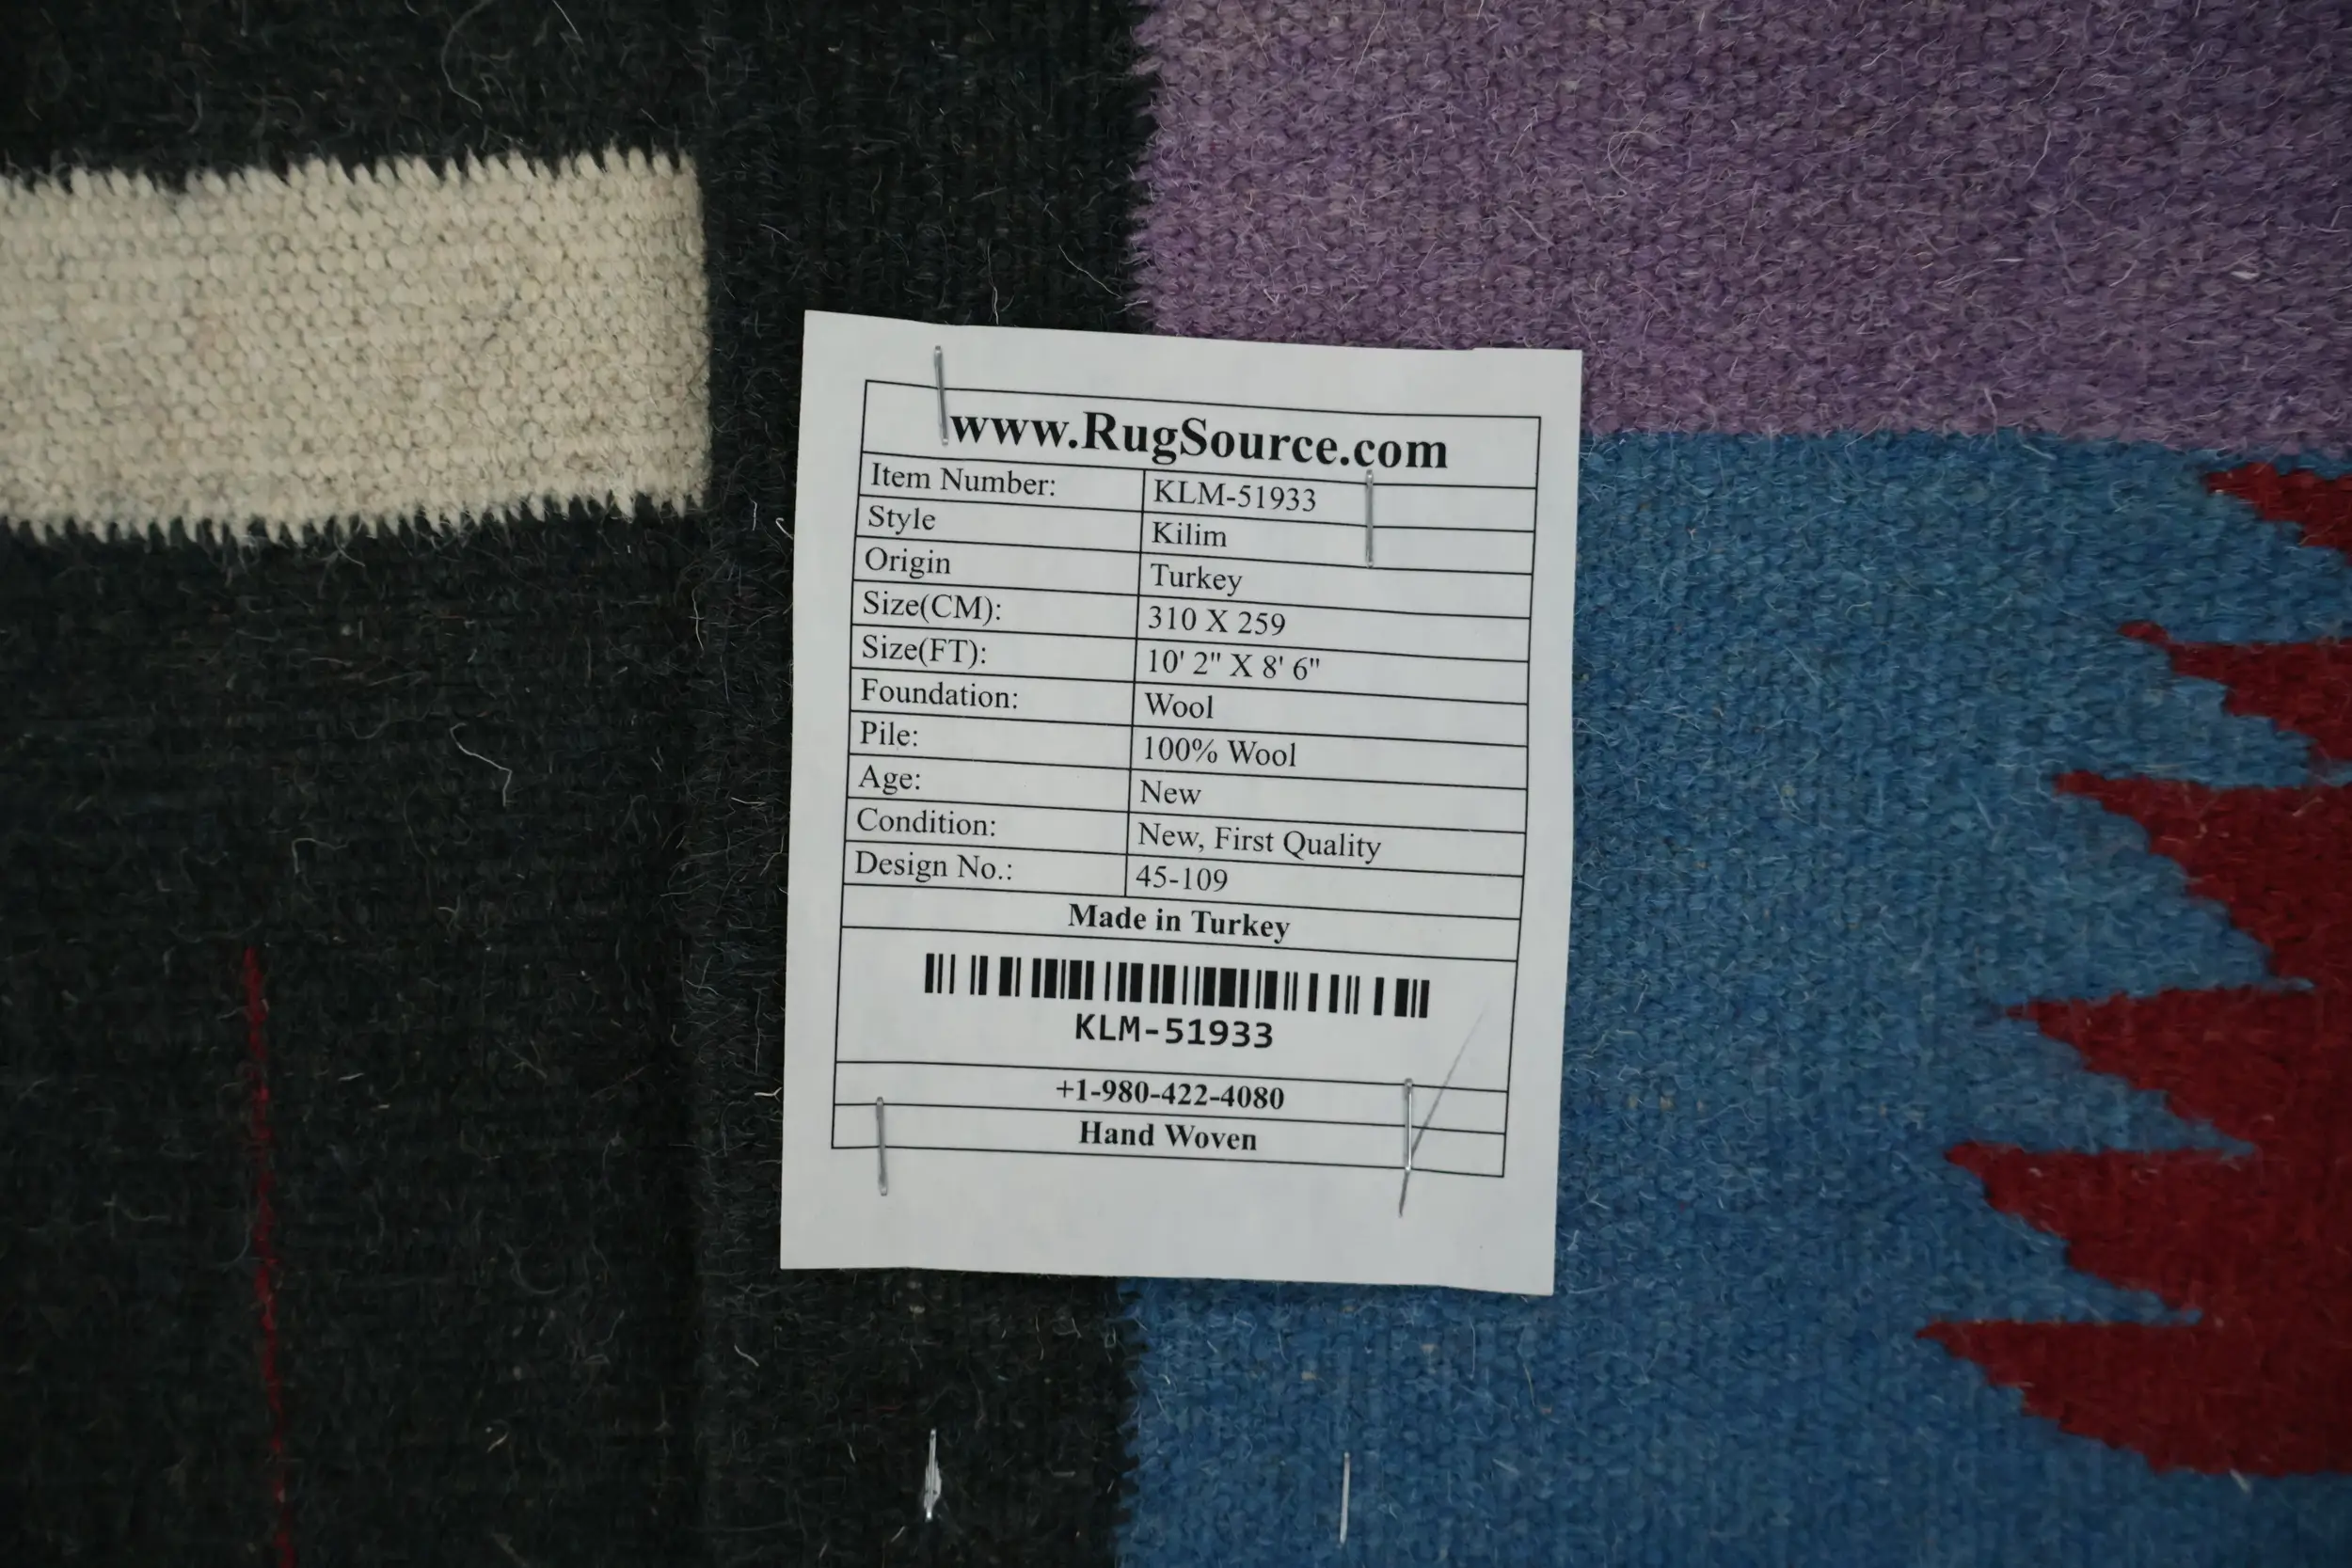 www.RugSource.com
Item Number: KLM-51933
Style Kilim
Origin Turkey
Size(CM): 310 X 259
Size(FT): 10' 2" X 8' 6"
Foundation: Wool
Pile: 100% Wool
Age: New
Condition: New, First Quality
Design No.: 45-109
Made in Turkey
KLM-51933
+1-980-422-4080
Hand Woven